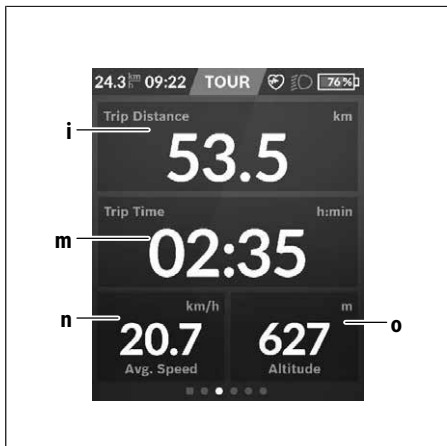 24.3 km/h 09:22 TOUR 76%
Trip Distance km
i
53.5
Trip Time h:min
m
02:35
km/h m
n o
20.7 627
Avg. Speed Altitude